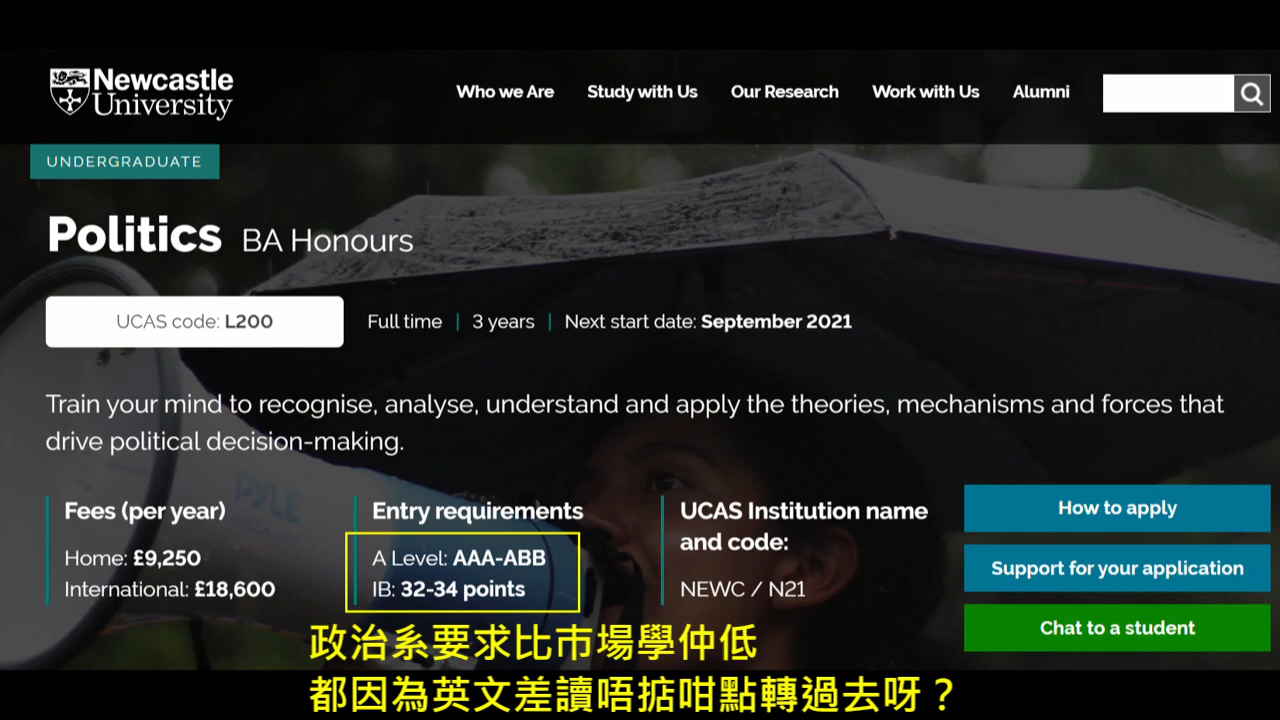 Newcastle University
Who we Are Study with Us Our Research Work with Us Alumni
UNDERGRADUATE
Politics BA Honours
UCAS code: L200 Full time | 3 years | Next start date: September 2021
Train your mind to recognise, analyse, understand and apply the theories, mechanisms and forces that
drive political decision-making.
Fees (per year)
Home: £9,250
International: £18,600
Entry requirements
A Level: AAA-ABB
IB: 32-34 points
UCAS Institution name
and code:
NEWC / N21
How to apply
Support for your application
Chat to a student
PYLE
政治系要求比市場學仲低
都因為英文差讀唔掂咁點轉過去呀？